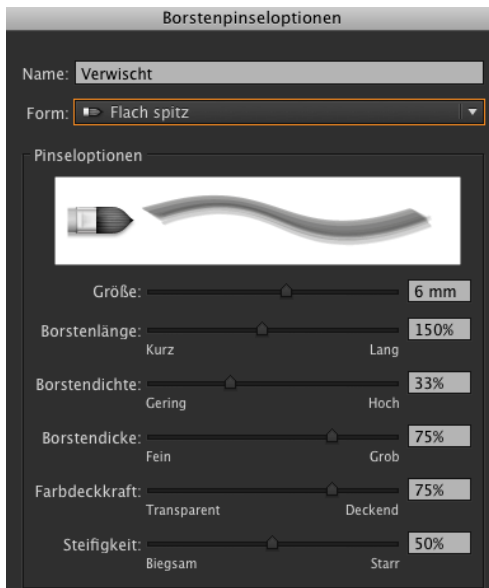 Borstenpinseloptionen
Name: Verwischt
Form: Flach spitz
Pinseloptionen
Größe: 6 mm
Borstenlänge: 150%
Kurz Lang
Borstendichte: 33%
Gering Hoch
Borstendicke: 75%
Fein Grob
Farbdeckkraft: 75%
Transparent Deckend
Steifigkeit: 50%
Biegsam Starr